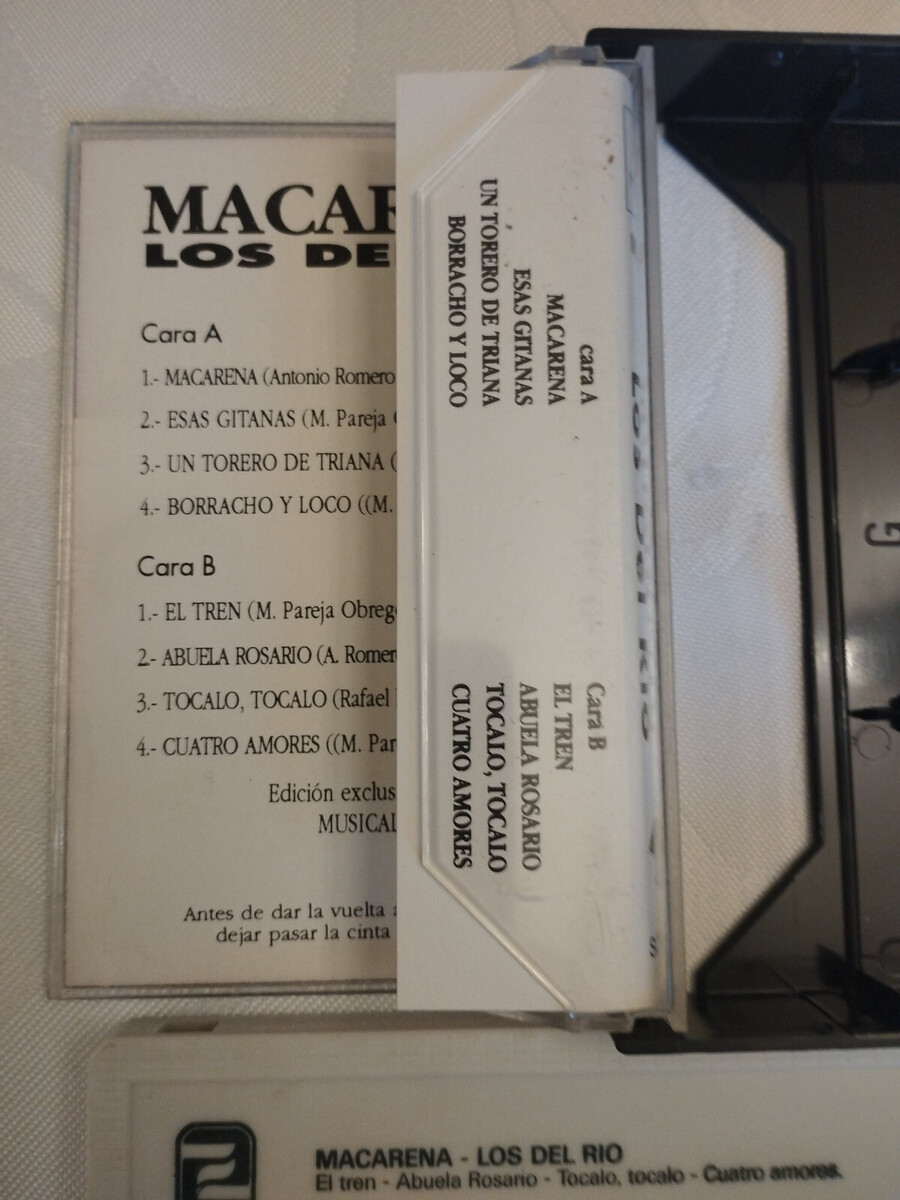 MACAR
LOS DE
Cara A
1.- MACARENA (Antonio Romero
2.- ESAS GITANAS (M. Pareja
3.- UN TORERO DE TRIANA (
4.- BORRACHO Y LOCO ((M.
Cara B
1.- EL TREN (M. Pareja Obreg
2.- ABUELA ROSARIO (A. Romer
3.- TOCALO, TOCALO (Rafael
4.- CUATRO AMORES ((M. Par
Edición exclus
MUSICAL
Antes de dar la vuelta a
dejar pasar la cinta
cara A
MACARENA
ESAS GITANAS
UN TORERO DE TRIANA
BORRACHO Y LOCO
Cara B
EL TREN
ABUELA ROSARIO
TOCALO, TOCALO
CUATRO AMORES
LOS DEL RIO
G
MACARENA - LOS DEL RIO
El tren - Abuela Rosario - Tocalo, tocalo - Cuatro amores.